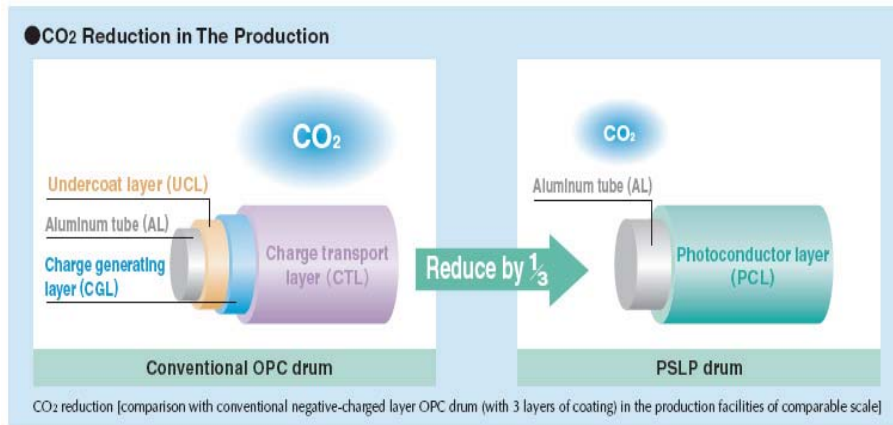 ●CO2 Reduction in The Production
CO2
Undercoat layer (UCL)
Aluminum tube (AL)
Charge generating
layer (CGL)
Charge transport
layer (CTL)
Conventional OPC drum
Reduce by 1/3
CO2
Aluminum tube (AL)
Photoconductor layer
(PCL)
PSLP drum
CO2 reduction [comparison with conventional negative-charged layer OPC drum (with 3 layers of coating) in the production facilities of comparable scale]